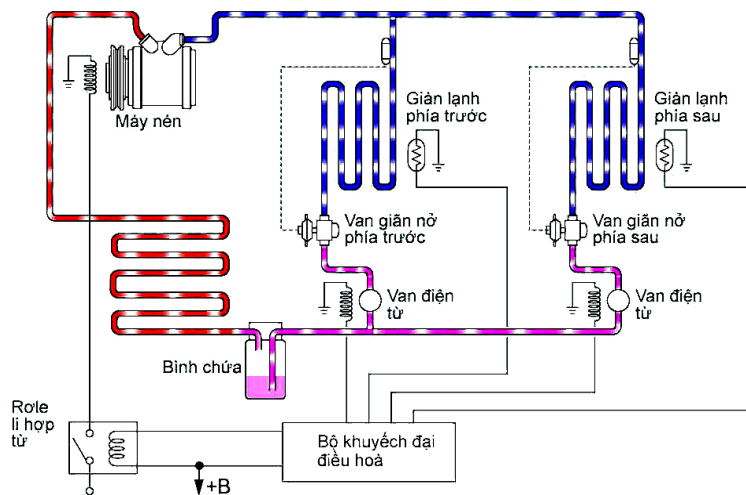 Máy nén
Giàn lạnh
phía trước
Giàn lạnh
phía sau
Van giãn nở
phía trước
Van giãn nở
phía sau
Van điện
từ
Van điện
từ
Bình chứa
Rơle
li hợp
từ
Bộ khuyếch đại
điều hoà
+B